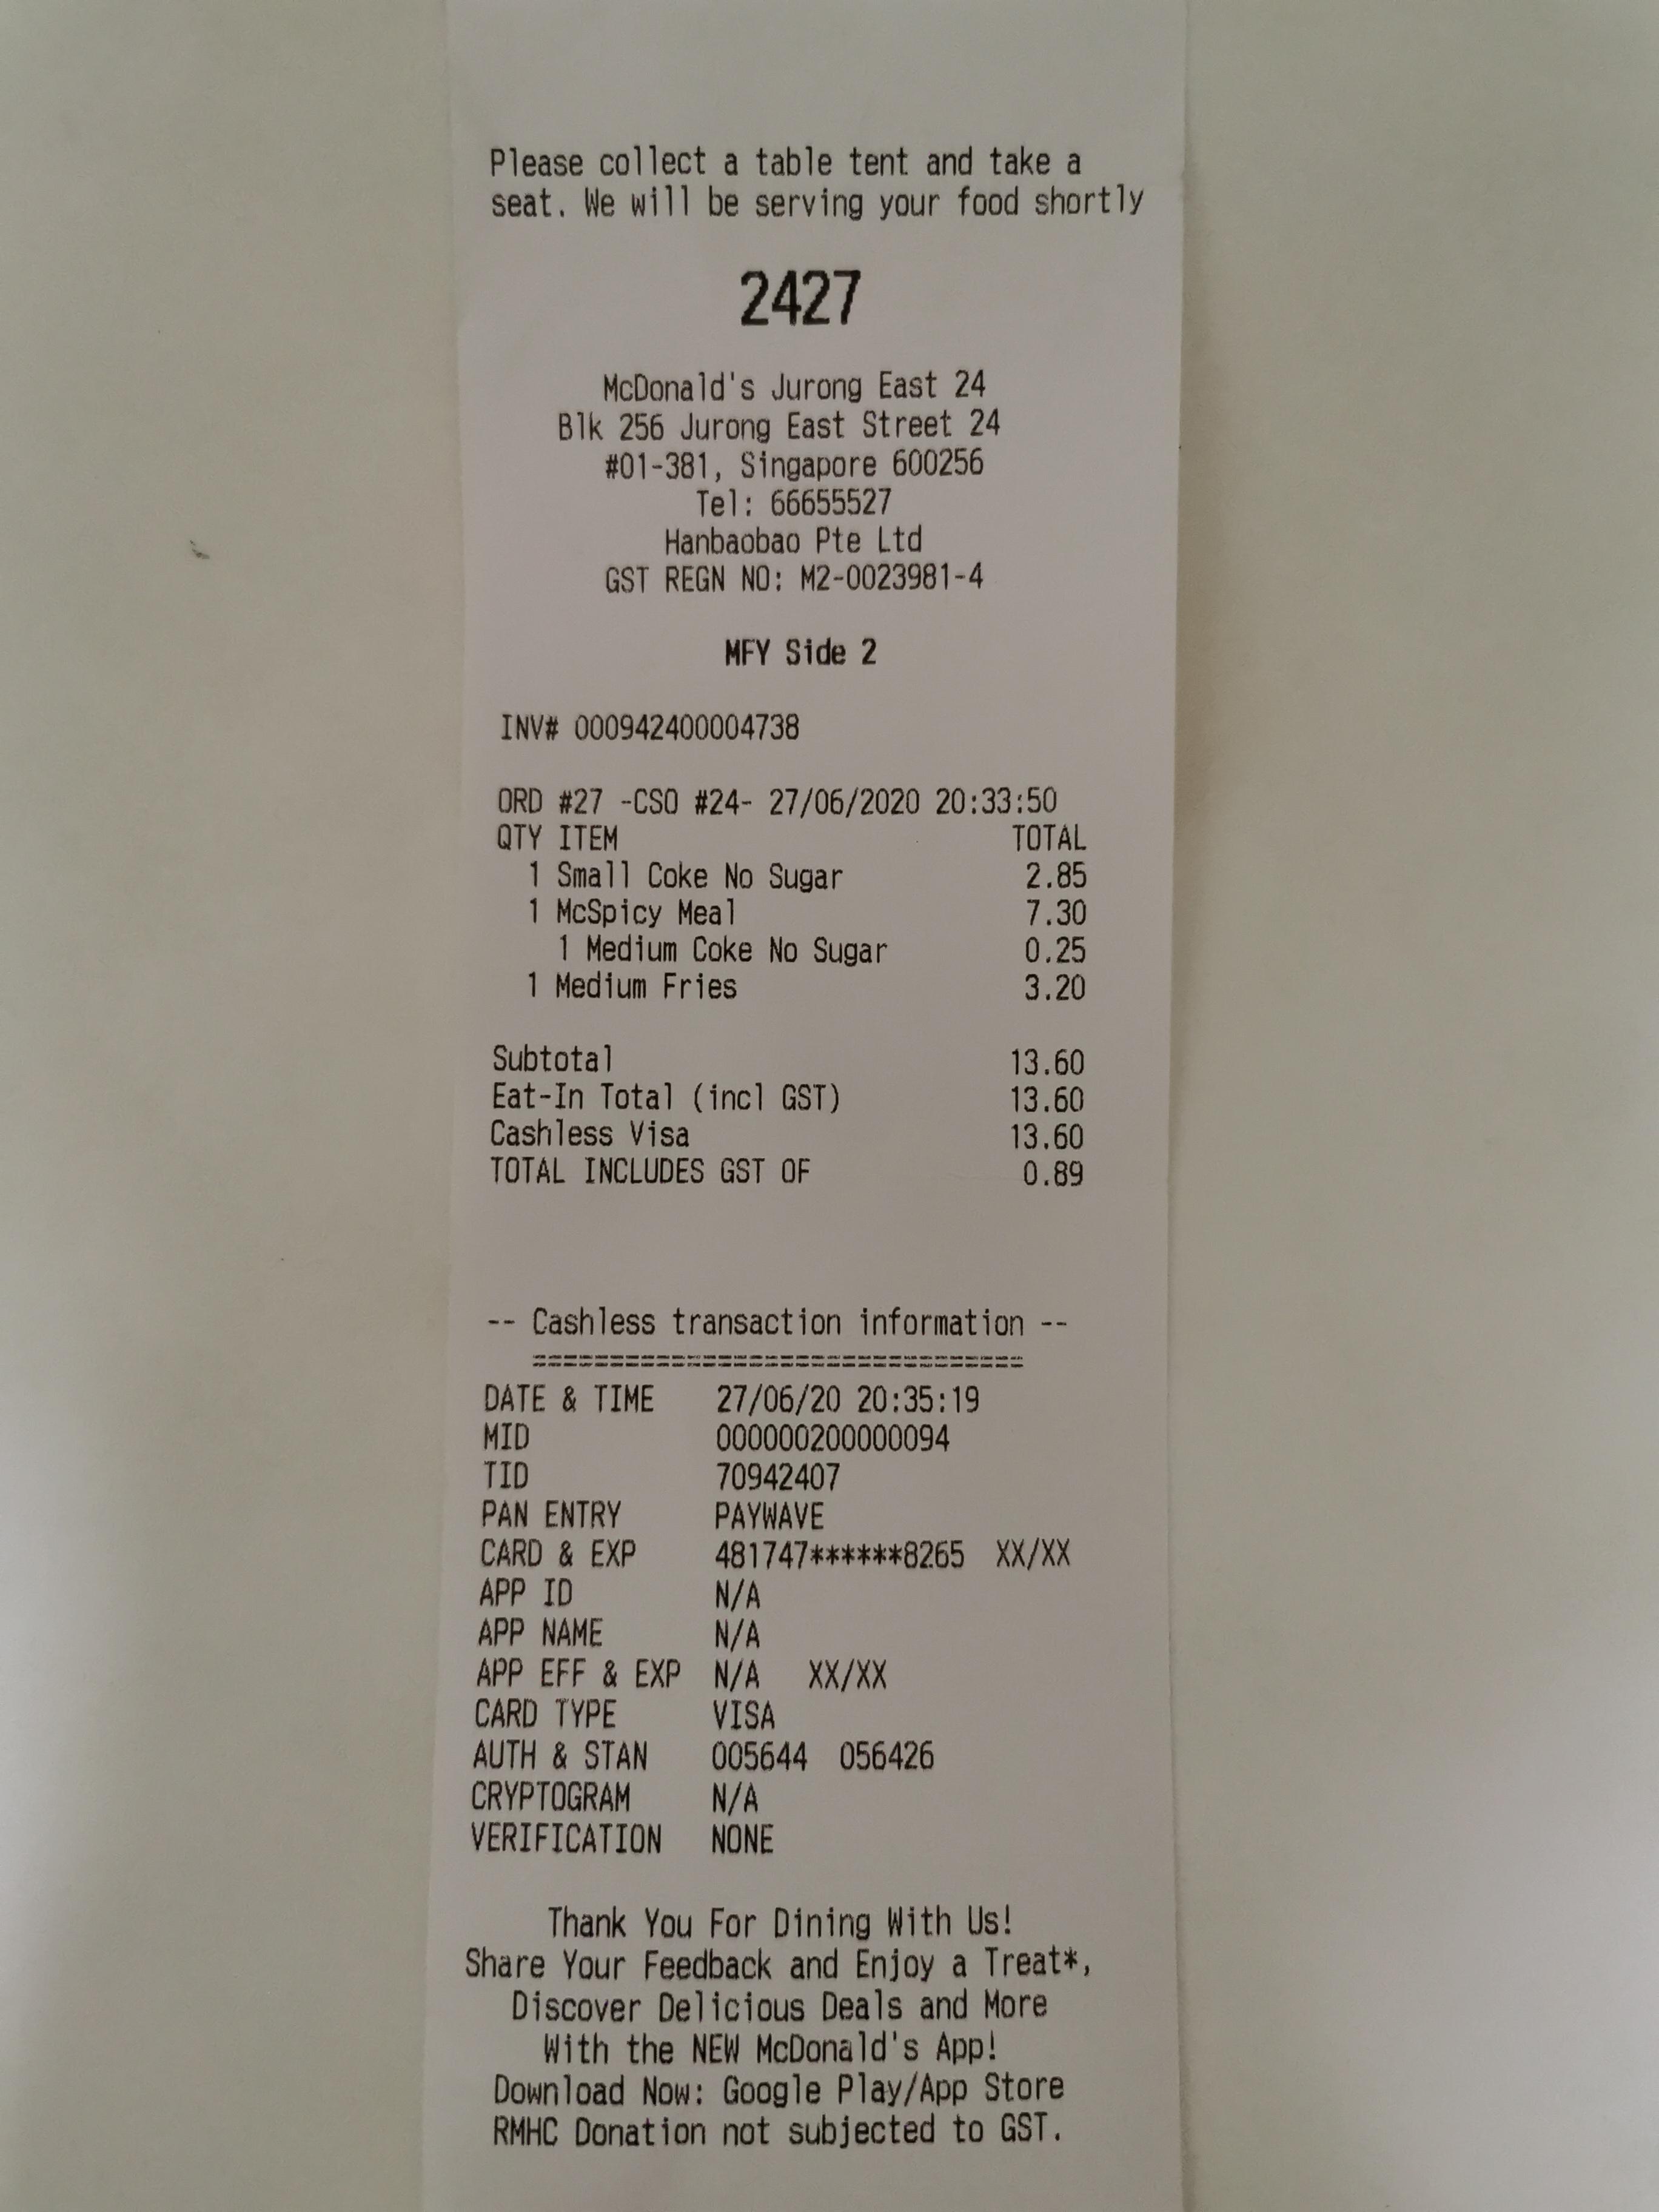 Please collect a table tent and take a
seat. We will be serving your food shortly
2427
McDonald's Jurong East 24
Blk 256 Jurong East Street 24
#01-381, Singapore 600256
Tel: 66655527
Hanbaobao Pte Ltd
GST REGN NO: M2-0023981-4
MFY Side 2
INV# 000942400004738
ORD #27 -CSO #24- 27/06/2020 20:33:50
QTY ITEM TOTAL
1 Small Coke No Sugar 2.85
1 McSpicy Meal 7.30
1 Medium Coke No Sugar 0.25
1 Medium Fries 3.20
Subtotal 13.60
Eat-In Total (incl GST) 13.60
Cashless Visa 13.60
TOTAL INCLUDES GST OF 0.89
-- Cashless transaction information --
================================
DATE & TIME 27/06/20 20:35:19
MID 000000200000094
TID 70942407
PAN ENTRY PAYWAVE
CARD & EXP 481747******8265 XX/XX
APP ID N/A
APP NAME N/A
APP EFF & EXP N/A XX/XX
CARD TYPE VISA
AUTH & STAN 005644 056426
CRYPTOGRAM N/A
VERIFICATION NONE
Thank You For Dining With Us!
Share Your Feedback and Enjoy a Treat*,
Discover Delicious Deals and More
With the NEW McDonald's App!
Download Now: Google Play/App Store
RMHC Donation not subjected to GST.